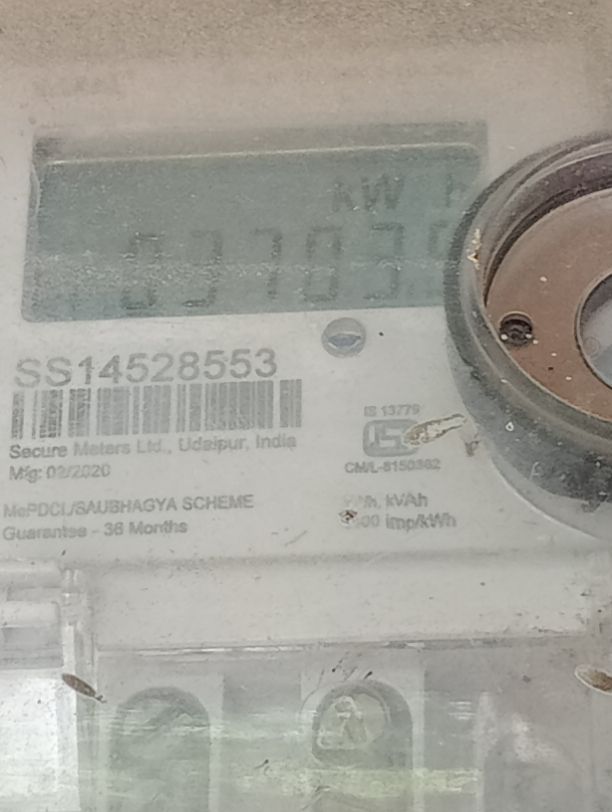 kW h
SS14528553
Secure Meters Ltd., Udaipur, India
Mfg: 02/2020
IS 13779
CM/L-8150362
MePDCL/SAUBHAGYA SCHEME
Guarantee - 36 Months
kVAh
imp/kWh